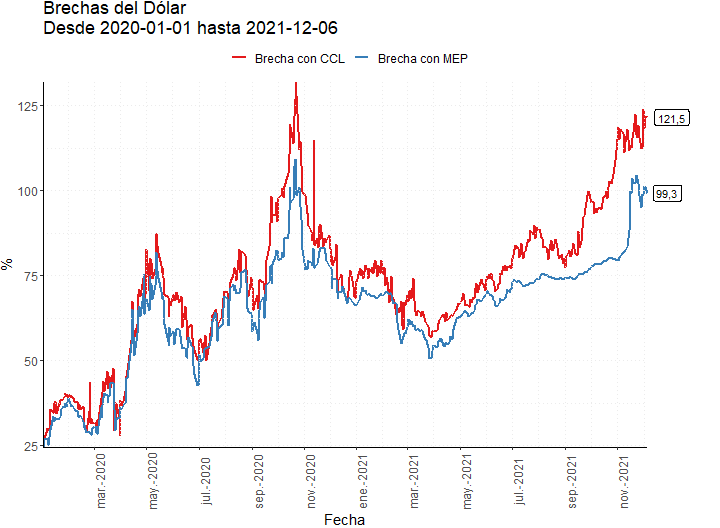 Brechas del Dólar
Desde 2020-01-01 hasta 2021-12-06
Brecha con CCL Brecha con MEP
125
100
75
50
25
%
121,5
99,3
mar.-2020
may.-2020
jul.-2020
sep.-2020
nov.-2020
ene.-2021
mar.-2021
may.-2021
jul.-2021
sep.-2021
nov.-2021
Fecha